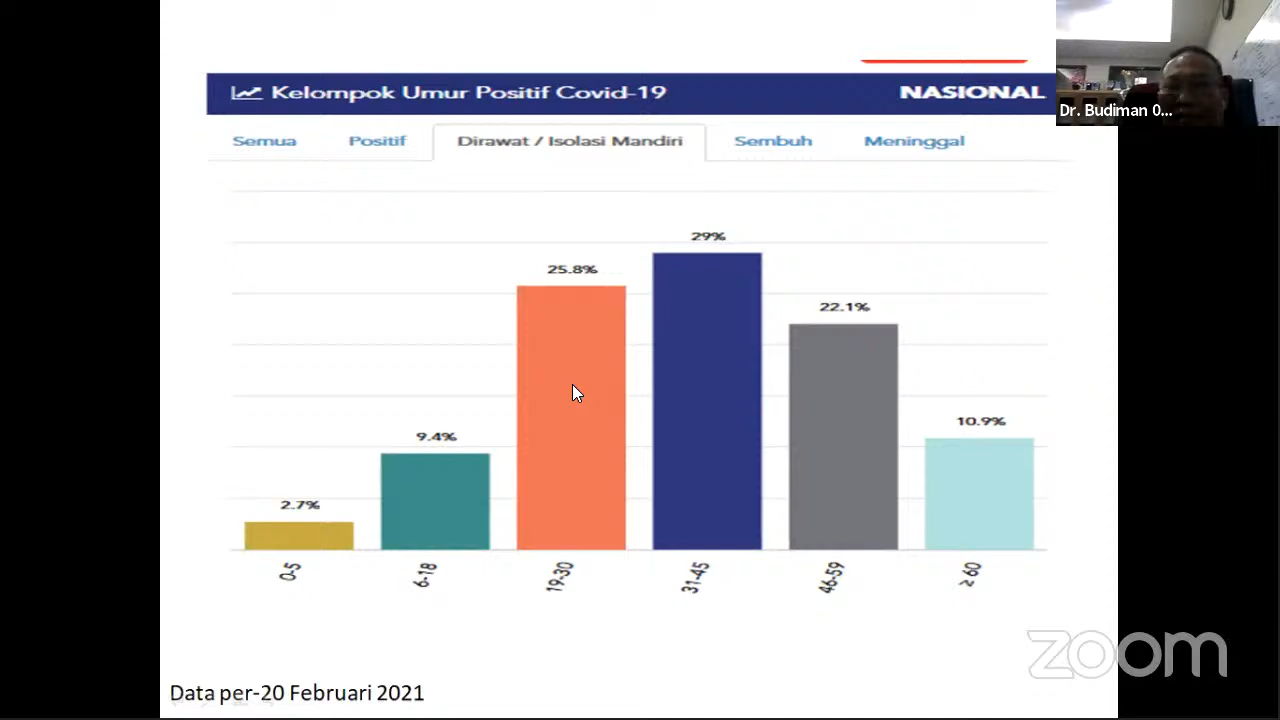 Kelompok Umur Positif Covid-19 NASIONAL
Dr. Budiman 0...
Semua Positif Dirawat / Isolasi Mandiri Sembuh Meninggal
2.7% 9.4% 25.8% 29% 22.1% 10.9%
0-5 6-18 19-30 31-45 46-59 ≥ 60
zoom
Data per-20 Februari 2021